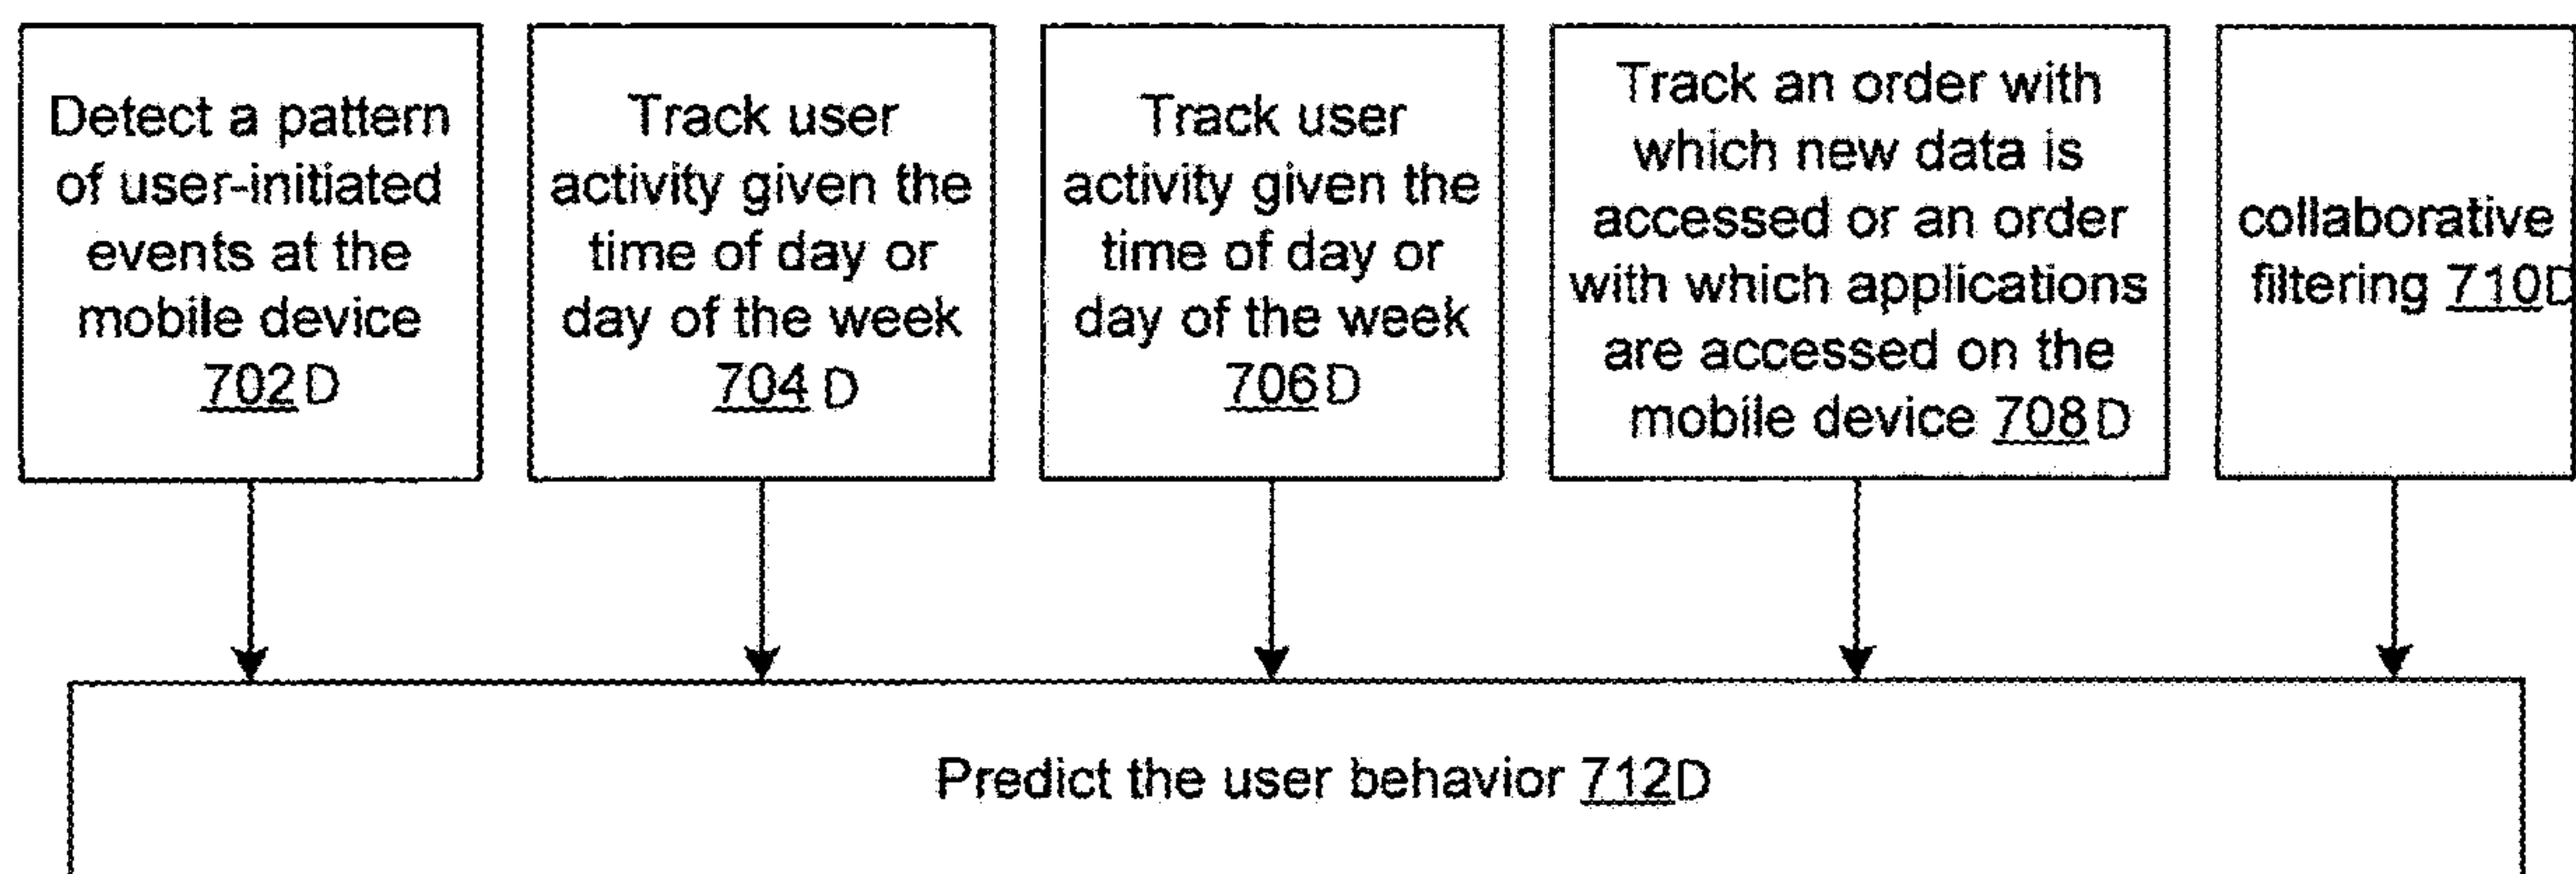 Detect a pattern
of user-initiated
events at the
mobile device
702D
Track user
activity given the
time of day or
day of the week
704 D
Track user
activity given the
time of day or
day of the week
706D
Track an order with
which new data is
accessed or an order
with which applications
are accessed on the
mobile device 708D
collaborative
filtering 710D
Predict the user behavior 712D